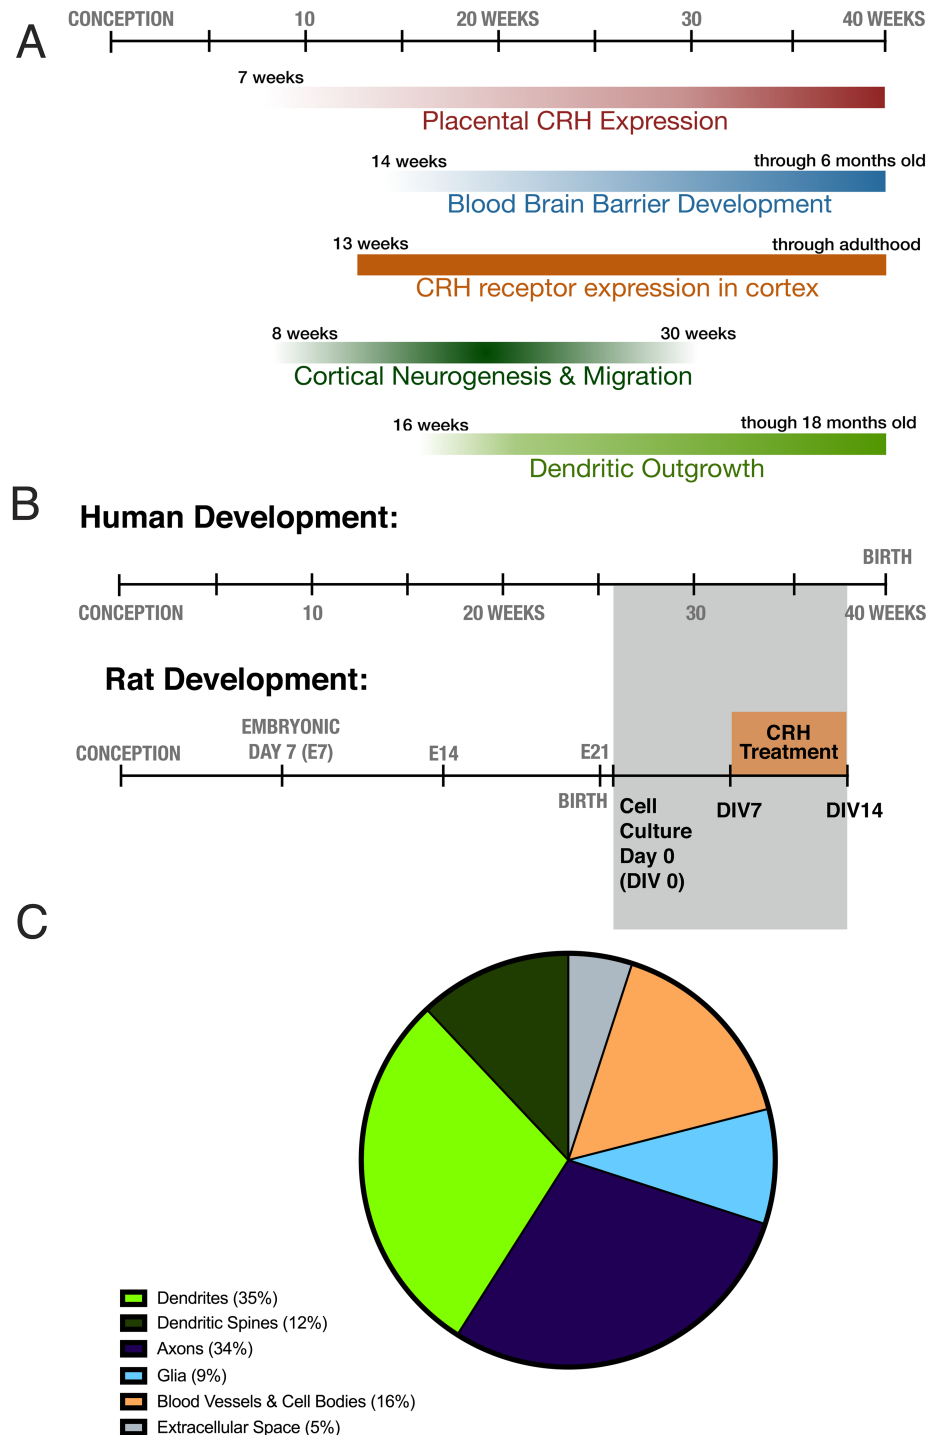 A
CONCEPTION 10 20 WEEKS 30 40 WEEKS
7 weeks
Placental CRH Expression
14 weeks through 6 months old
Blood Brain Barrier Development
13 weeks through adulthood
CRH receptor expression in cortex
8 weeks 30 weeks
Cortical Neurogenesis & Migration
16 weeks though 18 months old
Dendritic Outgrowth
B
Human Development:
BIRTH
CONCEPTION 10 20 WEEKS 30 40 WEEKS
Rat Development:
EMBRYONIC
CONCEPTION DAY 7 (E7) E14 E21
CRH
Treatment
BIRTH
Cell
Culture
Day 0
(DIV 0)
DIV7 DIV14
C
Dendrites (35%)
Dendritic Spines (12%)
Axons (34%)
Glia (9%)
Blood Vessels & Cell Bodies (16%)
Extracellular Space (5%)